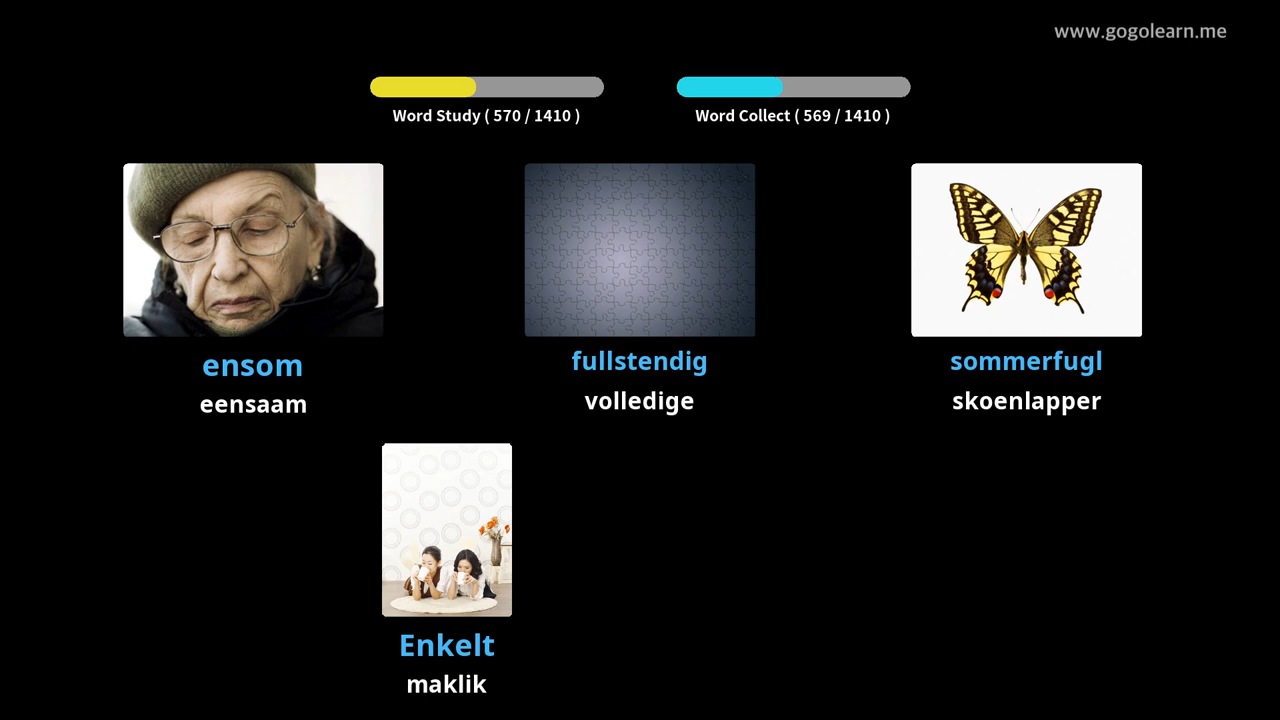 www.gogolearn.me
Word Study ( 570 / 1410 )
Word Collect ( 569 / 1410 )
ensom
eensaam
fullstendig
volledige
sommerfugl
skoenlapper
Enkelt
maklik